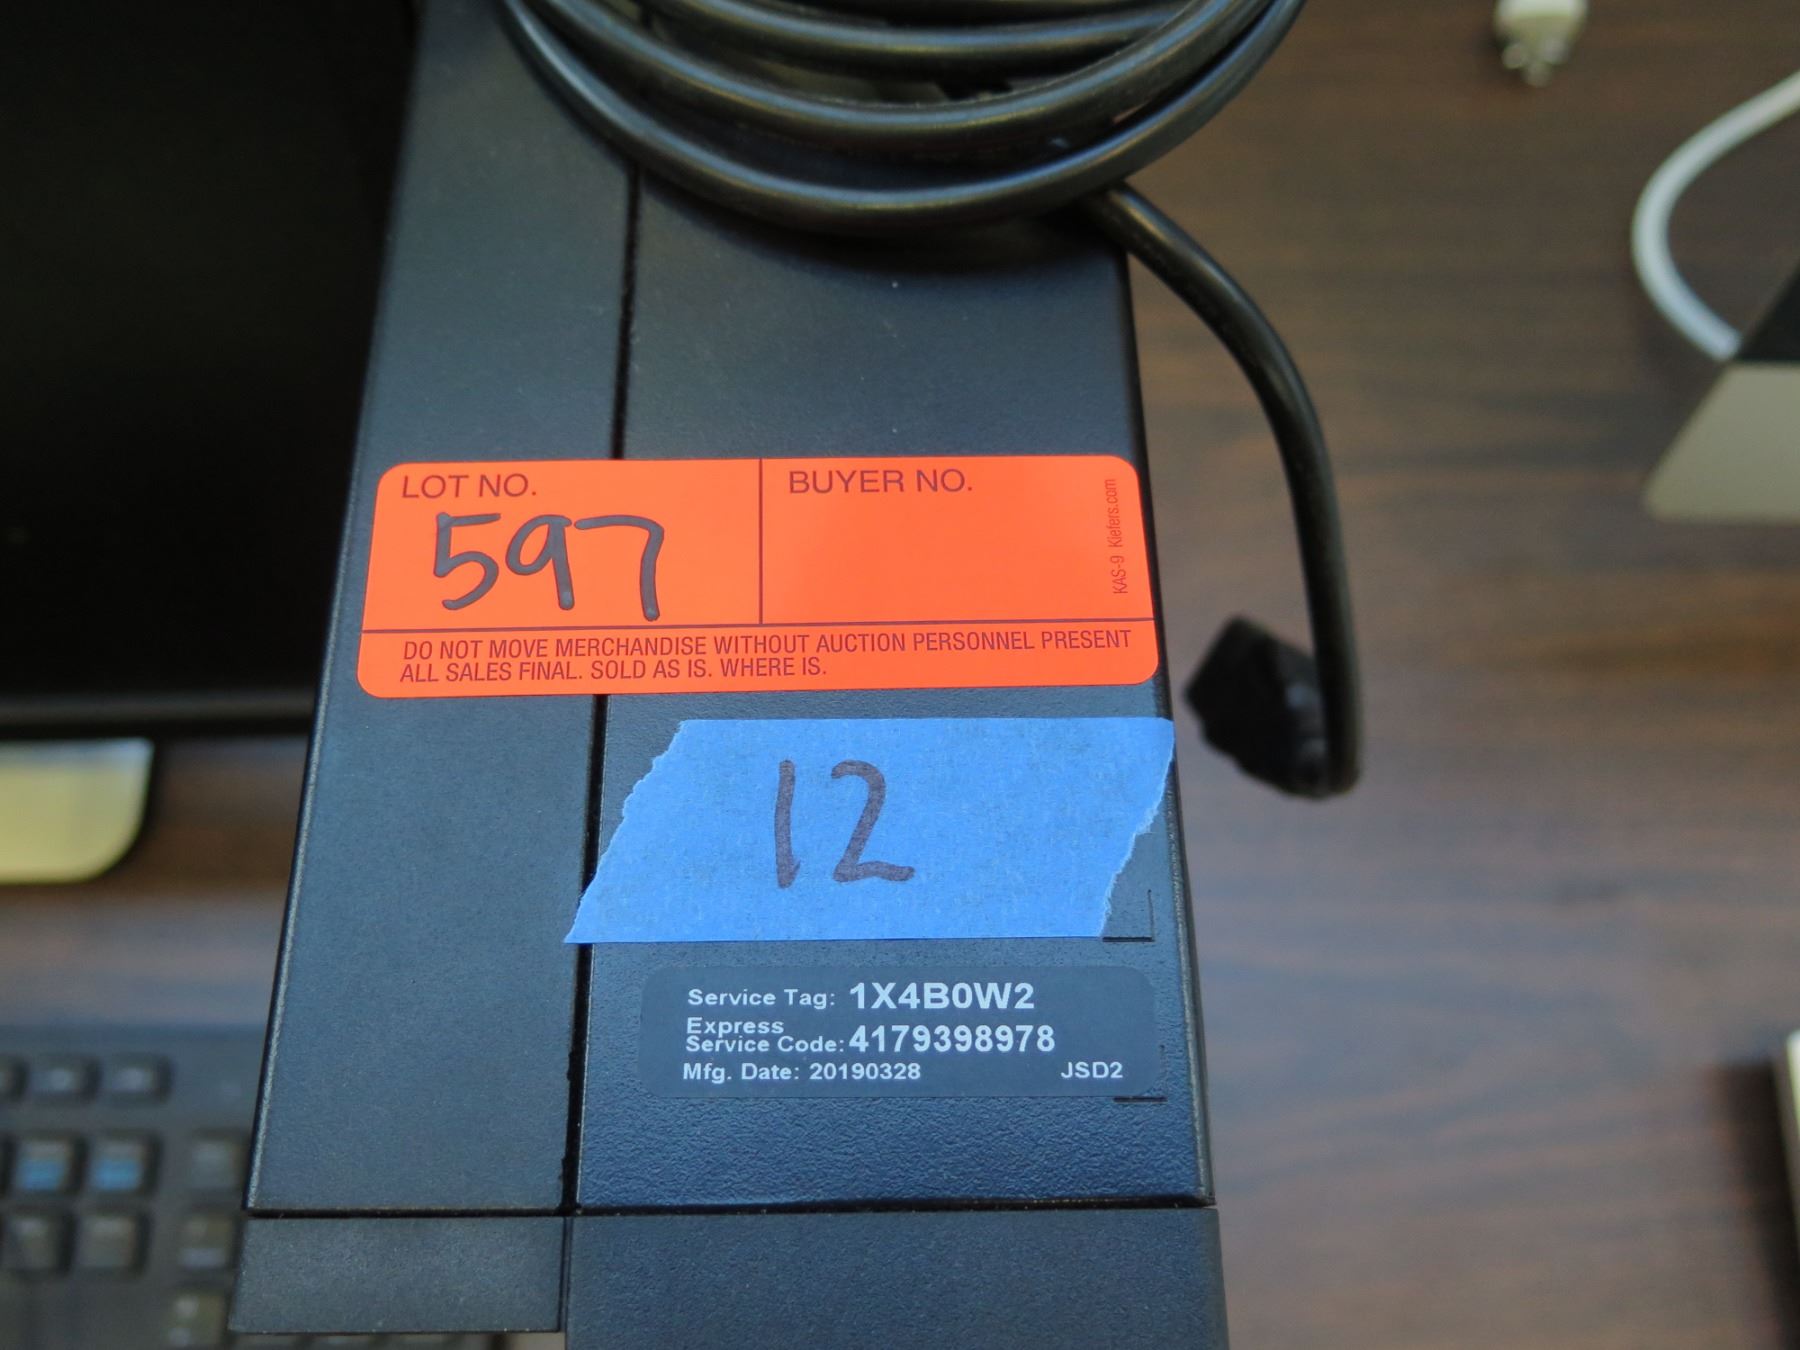 LOT NO.
597
BUYER NO.
KAS-9 Kiefers.com
DO NOT MOVE MERCHANDISE WITHOUT AUCTION PERSONNEL PRESENT
ALL SALES FINAL. SOLD AS IS. WHERE IS.
12
Service Tag: 1X4B0W2
Express
Service Code: 4179398978
Mfg. Date: 20190328 JSD2